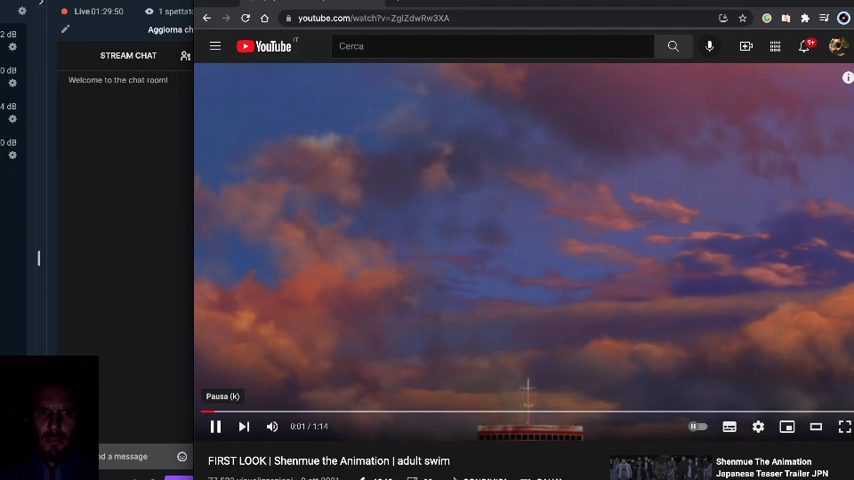 2 dB
Live 01:29:50
1 spettato
Aggiorna ch
0 dB
STREAM CHAT
4 dB
Welcome to the chat room!
0 dB
nd a message
youtube.com/watch?v=ZglZdwRw3XA
YouTube IT
Cerca
9+
Pausa (k)
0:01 / 1:14
FIRST LOOK | Shenmue the Animation | adult swim
Shenmue The Animation
Japanese Teaser Trailer JPN